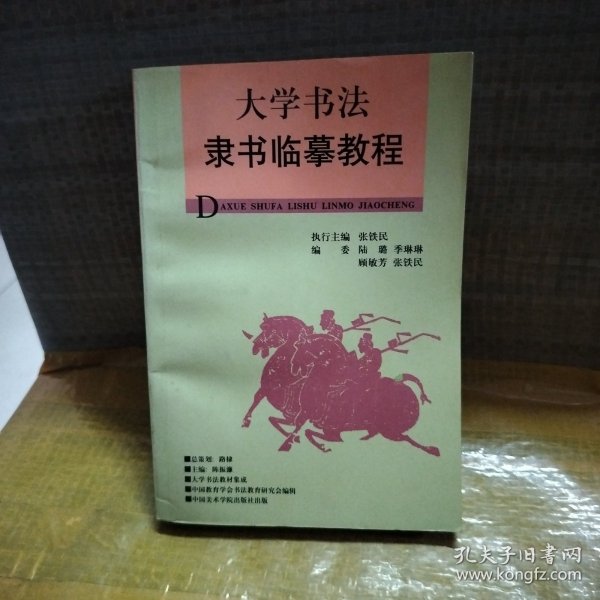 大学书法
隶书临摹教程
DAXUE SHUFA LISHU LINMO JIAOCHENG
执行主编 张铁民
编 委 陆 璐 季琳琳
顾敏芳 张铁民
■总策划: 路棣
■主编: 陈振濂
■大学书法教材集成
■中国教育学会书法教育研究会编辑
■中国美术学院出版社出版
孔夫子旧书网
www.kongfz.com